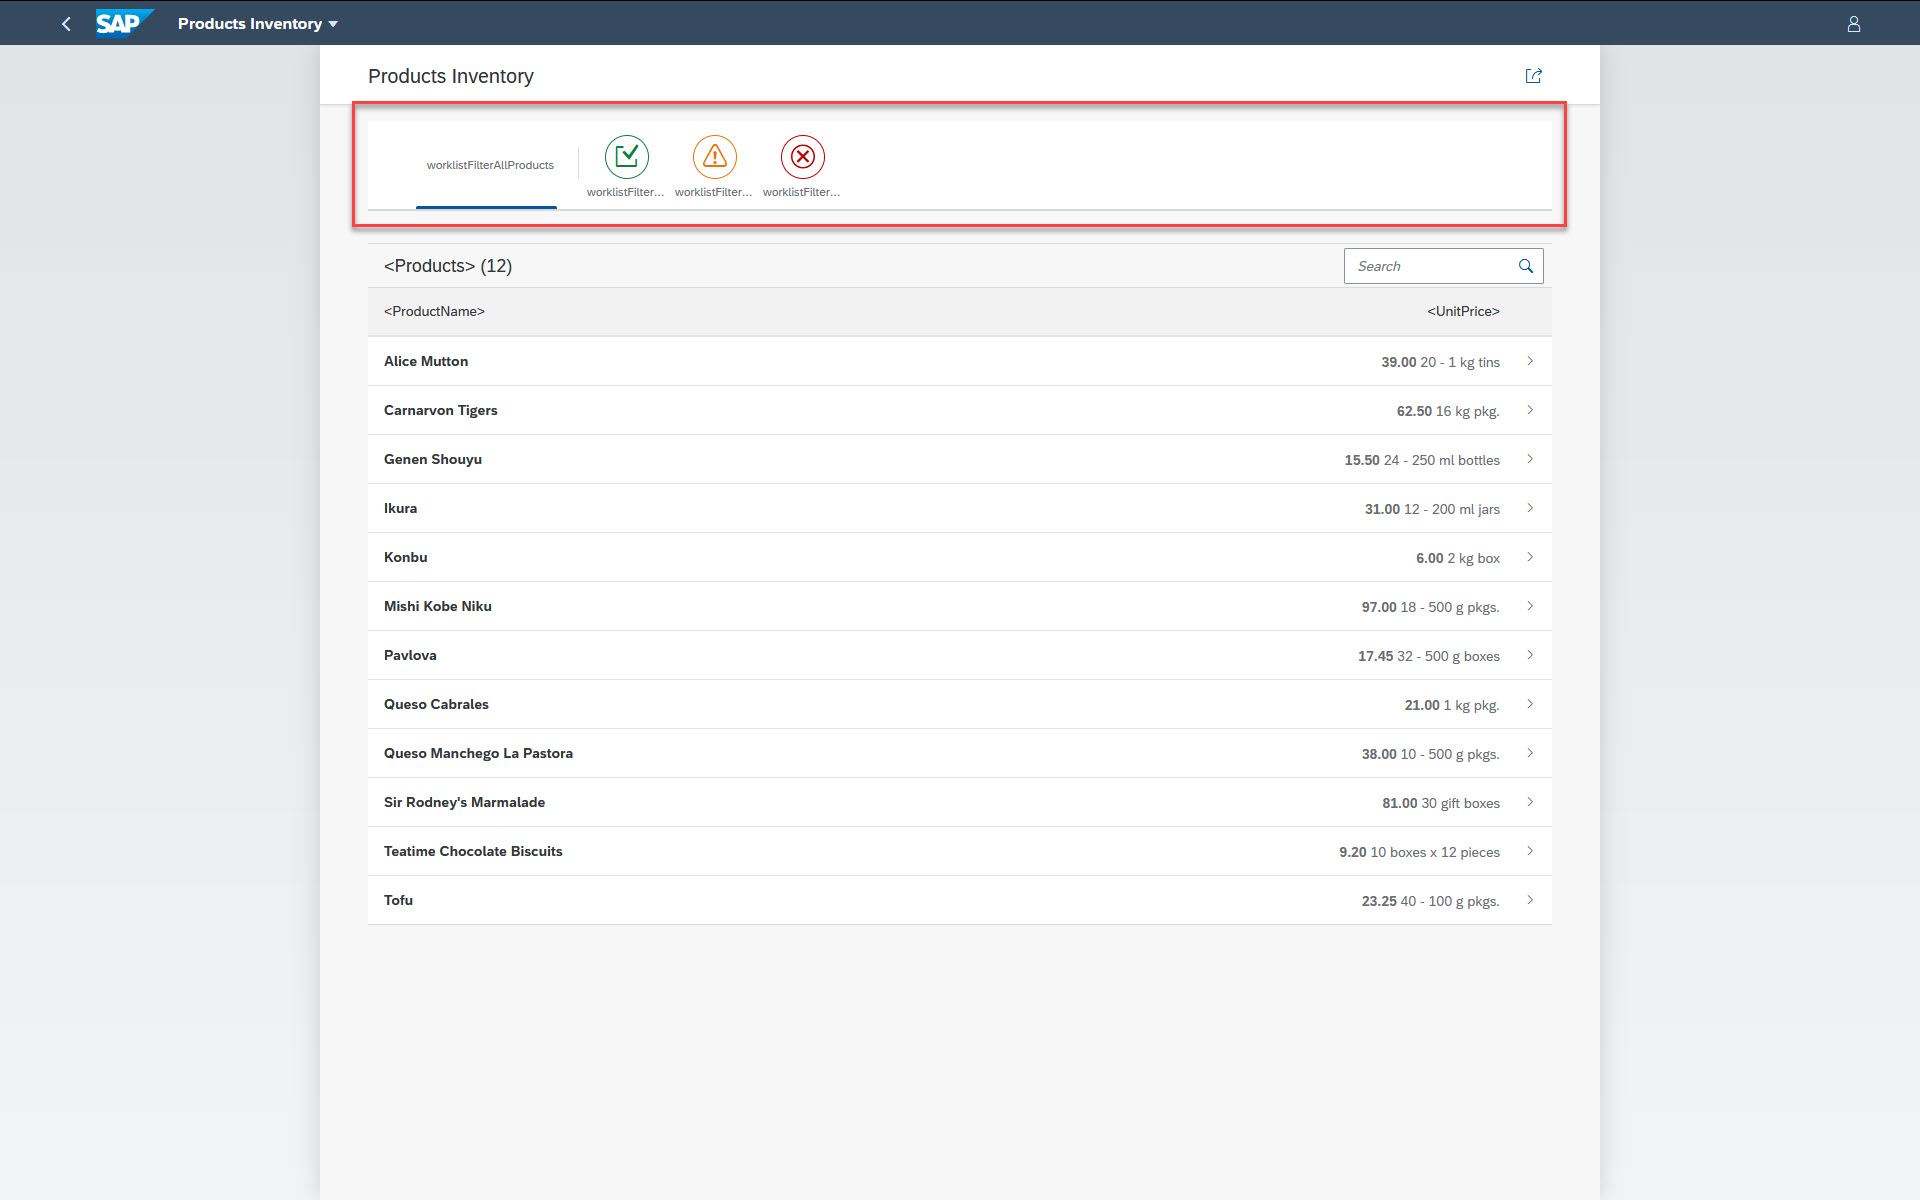 SAP Products Inventory
Products Inventory
worklistFilterAllProducts
worklistFilter... worklistFilter... worklistFilter...
<Products> (12) Search
<ProductName> <UnitPrice>
Alice Mutton 39.00 20 - 1 kg tins
Carnarvon Tigers 62.50 16 kg pkg.
Genen Shouyu 15.50 24 - 250 ml bottles
Ikura 31.00 12 - 200 ml jars
Konbu 6.00 2 kg box
Mishi Kobe Niku 97.00 18 - 500 g pkgs.
Pavlova 17.45 32 - 500 g boxes
Queso Cabrales 21.00 1 kg pkg.
Queso Manchego La Pastora 38.00 10 - 500 g pkgs.
Sir Rodney's Marmalade 81.00 30 gift boxes
Teatime Chocolate Biscuits 9.20 10 boxes x 12 pieces
Tofu 23.25 40 - 100 g pkgs.